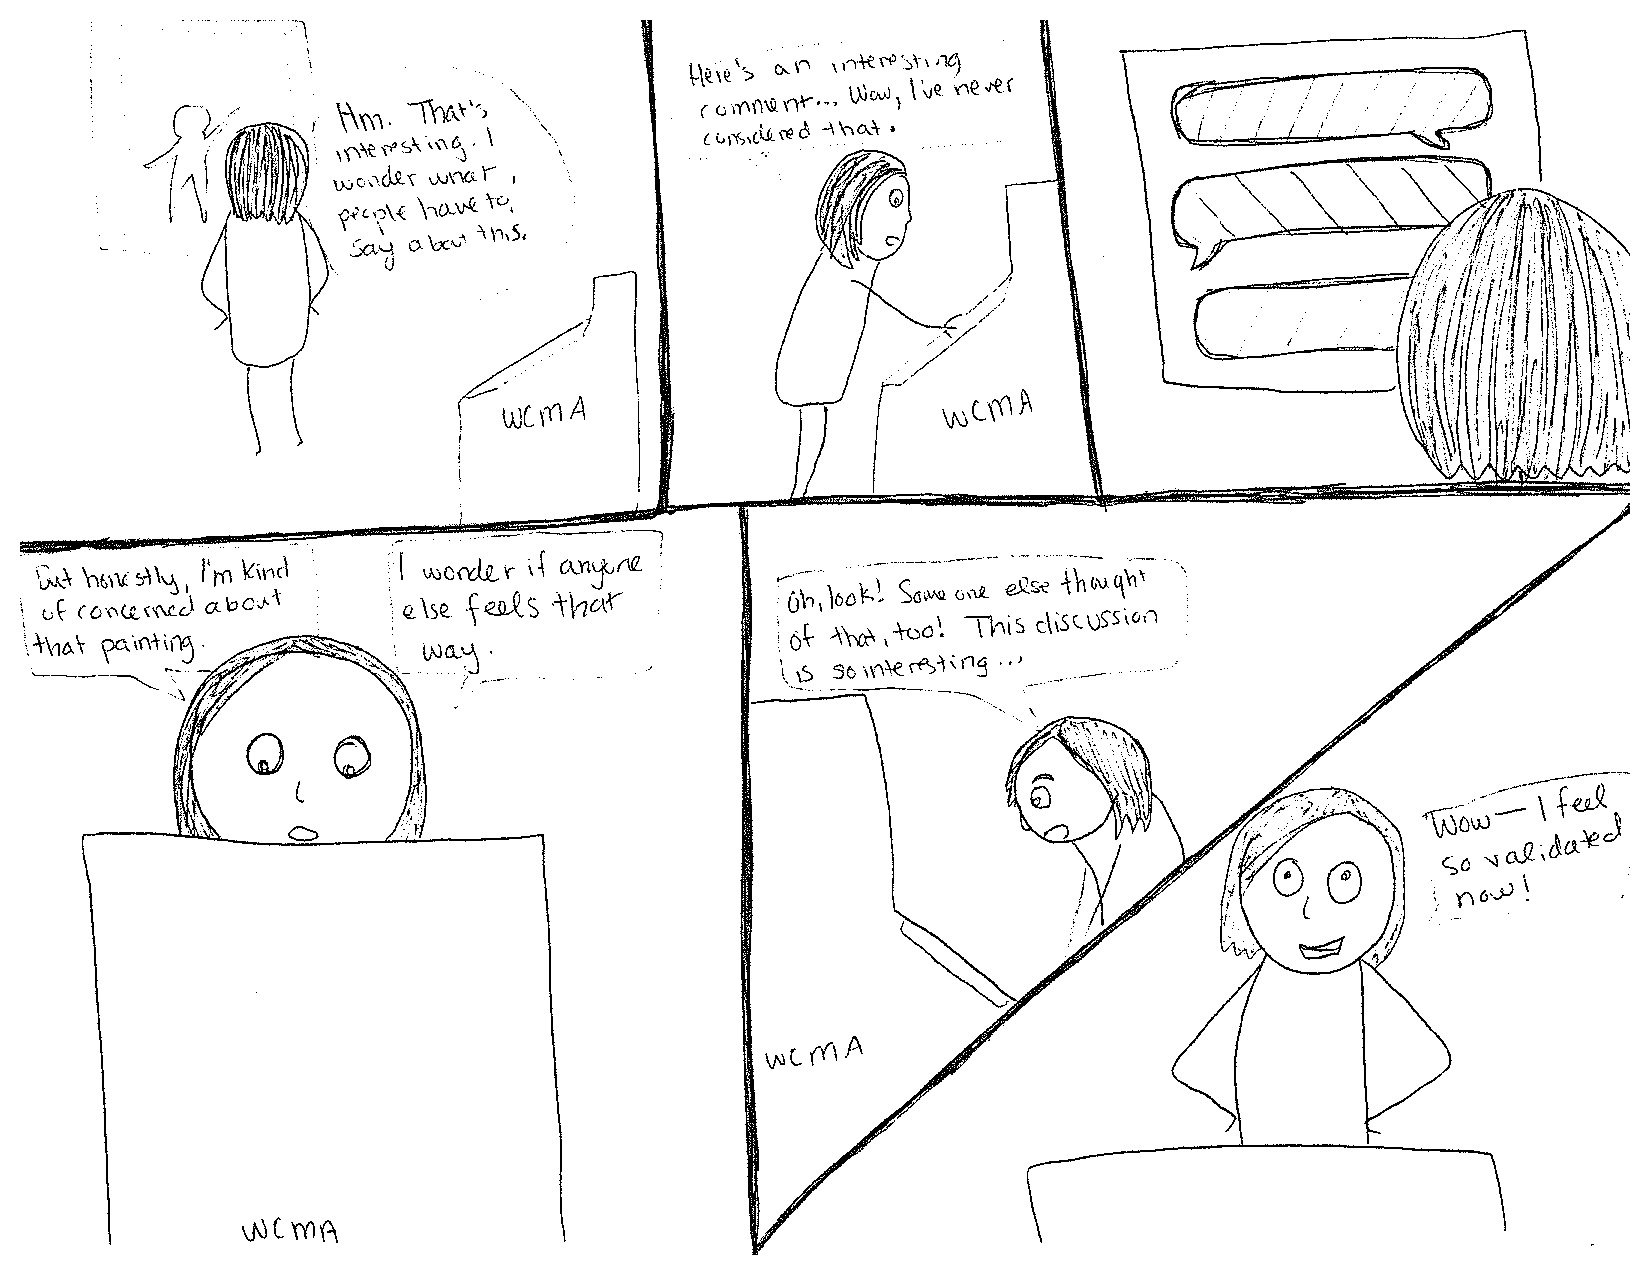 Hm. That's
interesting. I
wonder what
people have to
say about this.
WCMA
Here's an interesting
comment... Wow, I've never
considered that.
WCMA
But honestly, I'm kind
of concerned about
that painting.
I wonder if anyone
else feels that
way.
WCMA
Oh, look! Someone else thought
of that, too! This discussion
is so interesting...
WCMA
Wow— I feel
so validated
now!